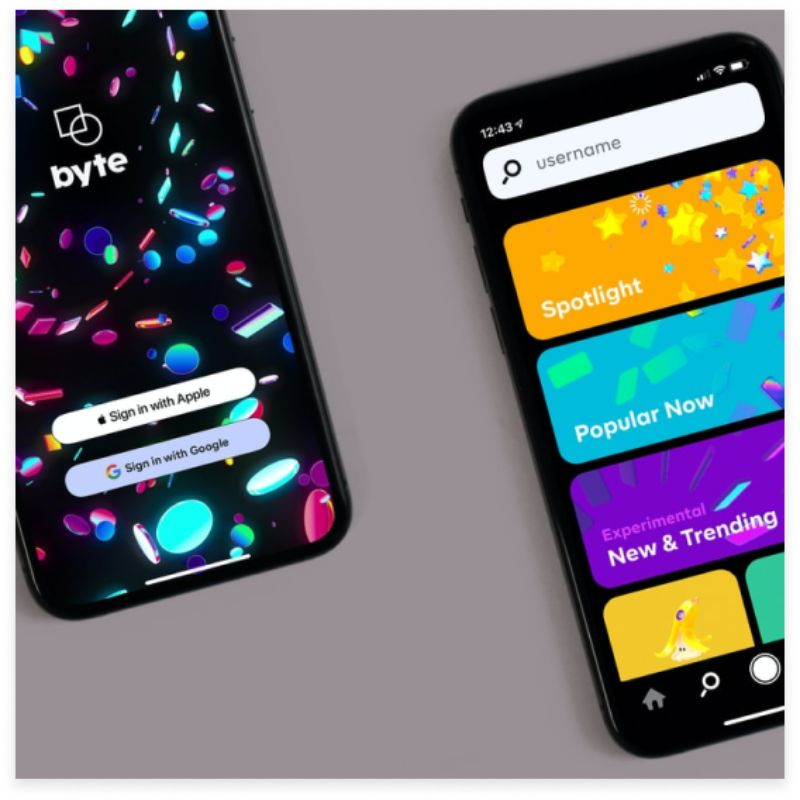 byte
Sign in with Apple
Sign in with Google
12:43
username
Spotlight
Popular Now
Experimental
New & Trending